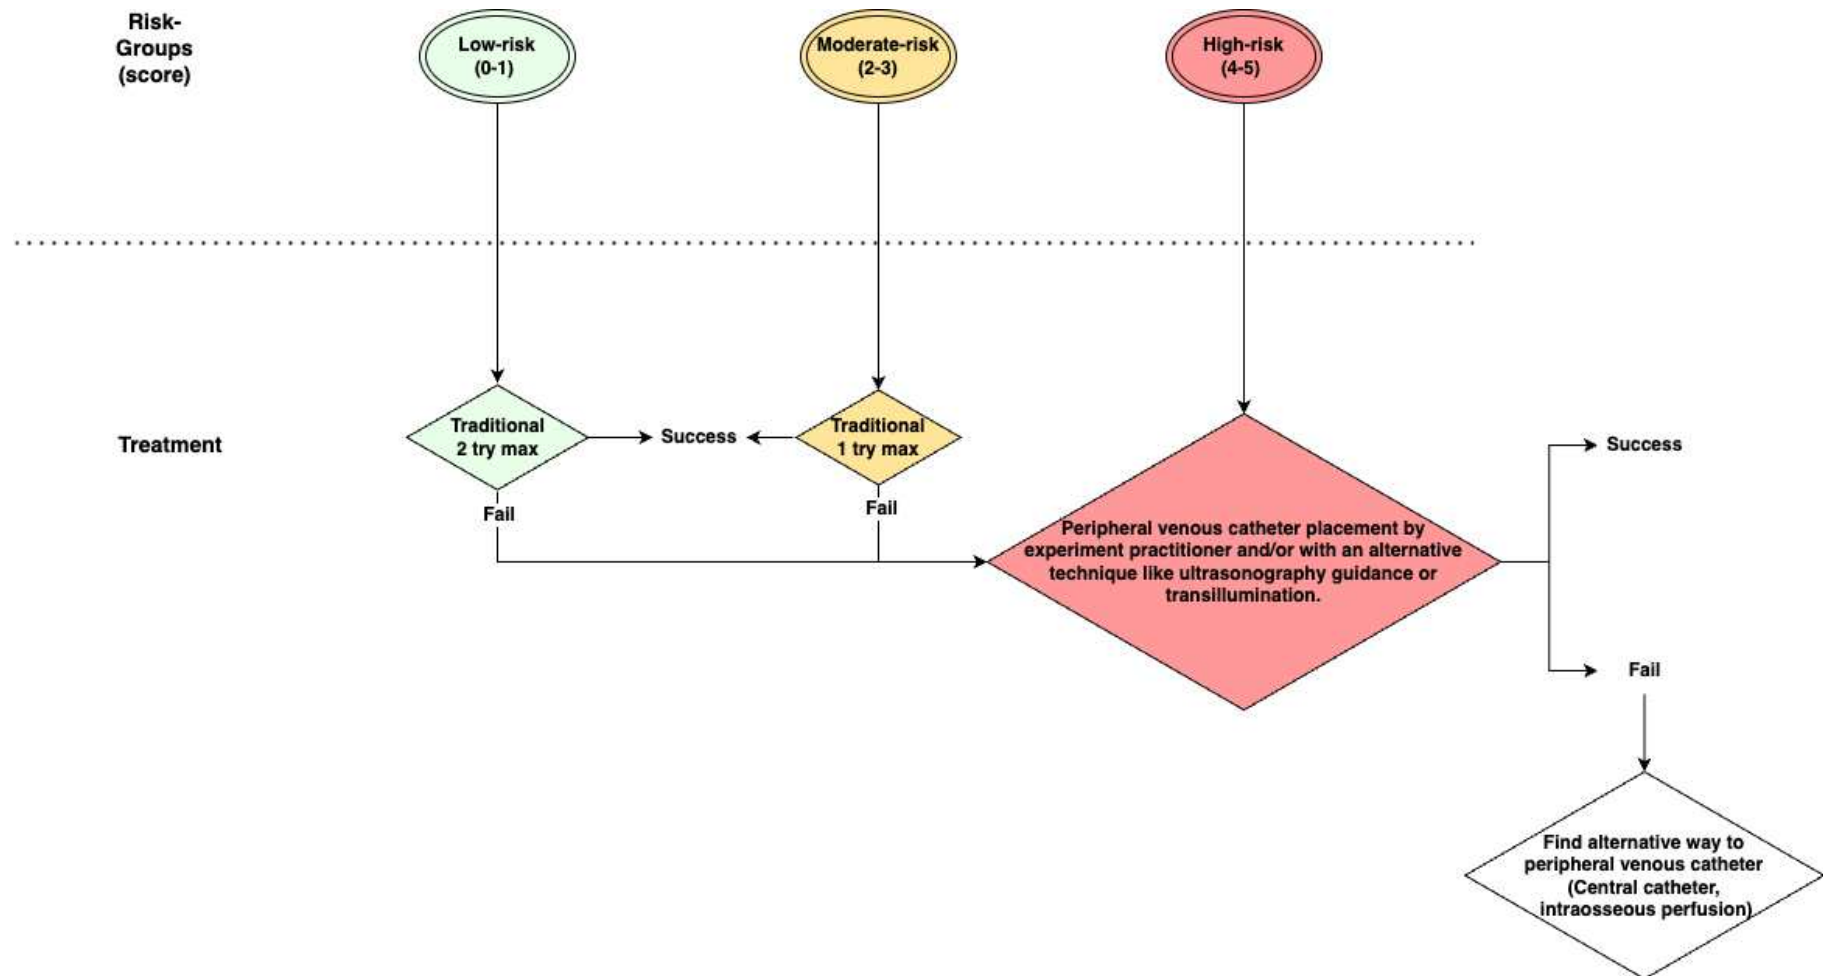 Risk-
Groups
(score)
Low-risk
(0-1)
Moderate-risk
(2-3)
High-risk
(4-5)
Treatment
Traditional
2 try max
Success
Traditional
1 try max
Fail
Fail
Peripheral venous catheter placement by
experiment practitioner and/or with an alternative
technique like ultrasonography guidance or
transillumination.
Success
Fail
Find alternative way to
peripheral venous catheter
(Central catheter,
intraosseous perfusion)